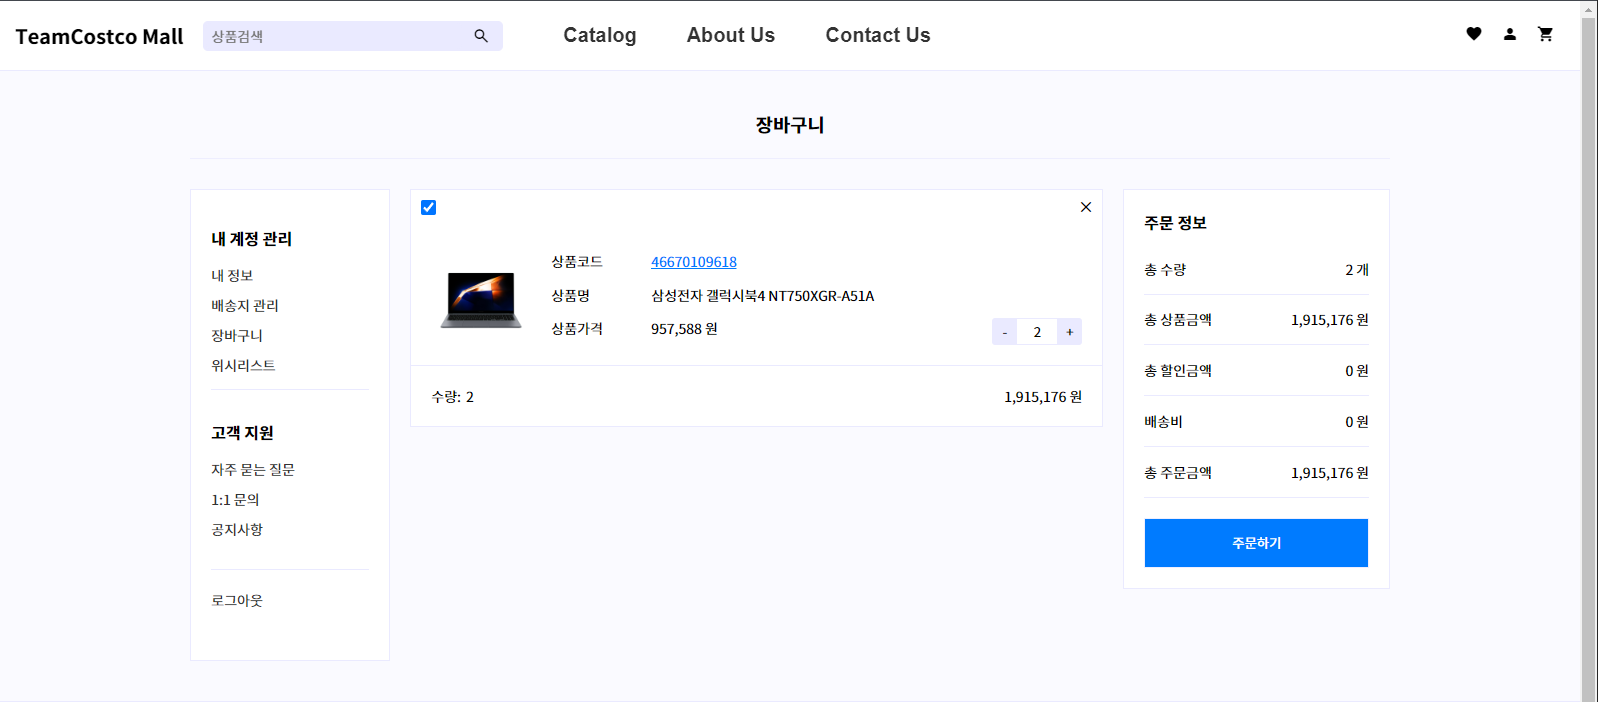 TeamCostco Mall 상품검색 Catalog About Us Contact Us
장바구니
내 계정 관리
내 정보
배송지 관리
장바구니
위시리스트
고객 지원
자주 묻는 질문
1:1 문의
공지사항
로그아웃
상품코드 46670109618
상품명 삼성전자 갤럭시북4 NT750XGR-A51A
상품가격 957,588 원
- 2 +
수량: 2 1,915,176 원
주문 정보
총 수량 2 개
총 상품금액 1,915,176 원
총 할인금액 0 원
배송비 0 원
총 주문금액 1,915,176 원
주문하기